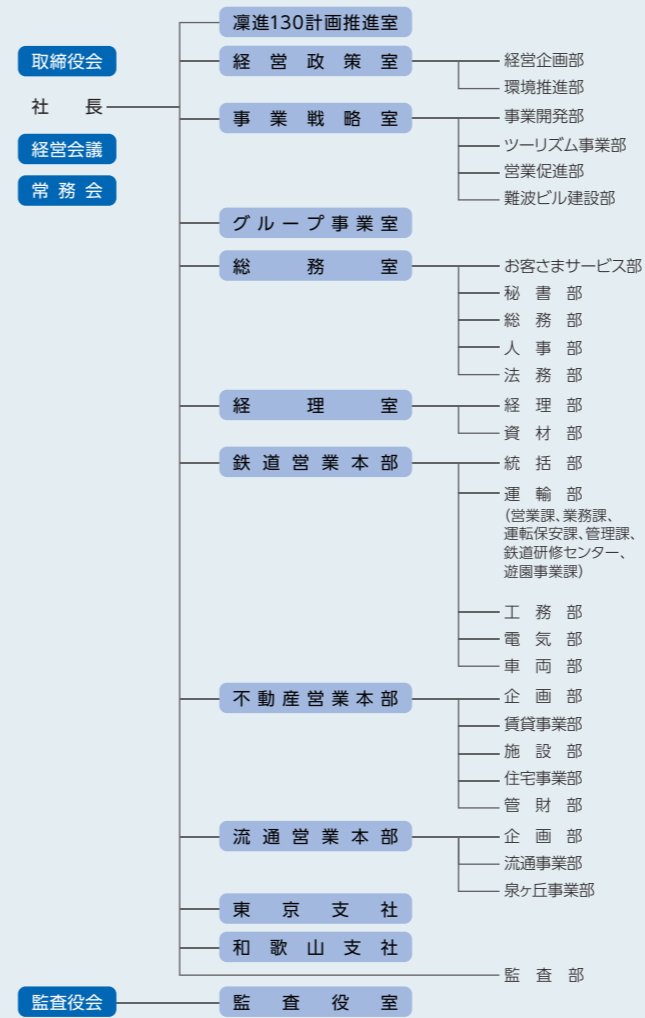 凜進130計画推進室
取締役会
経営政策室
経営企画部
環境推進部
社長
事業戦略室
事業開発部
ツーリズム事業部
営業促進部
難波ビル建設部
経営会議
常務会
グループ事業室
総務室
お客さまサービス部
秘書部
総務部
人事部
法務部
経理室
経理部
資材部
鉄道営業本部
統括部
運輸部
(営業課、業務課、
運転保安課、管理課、
鉄道研修センター、
遊園事業課)
工務部
電気部
車両部
不動産営業本部
企画部
賃貸事業部
施設部
住宅事業部
管財部
流通営業本部
企画部
流通事業部
泉ヶ丘事業部
東京支社
和歌山支社
監査部
監査役会
監査役室